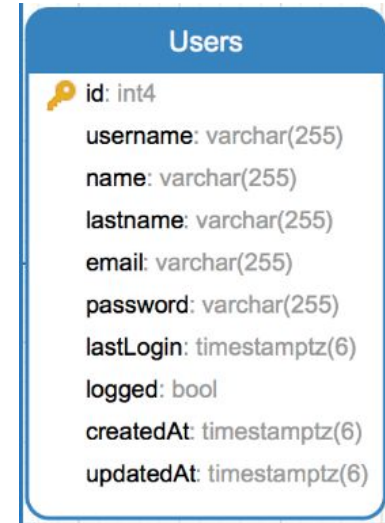 Users
id: int4
username: varchar(255)
name: varchar(255)
lastname: varchar(255)
email: varchar(255)
password: varchar(255)
lastLogin: timestamptz(6)
logged: bool
createdAt: timestamptz(6)
updatedAt: timestamptz(6)